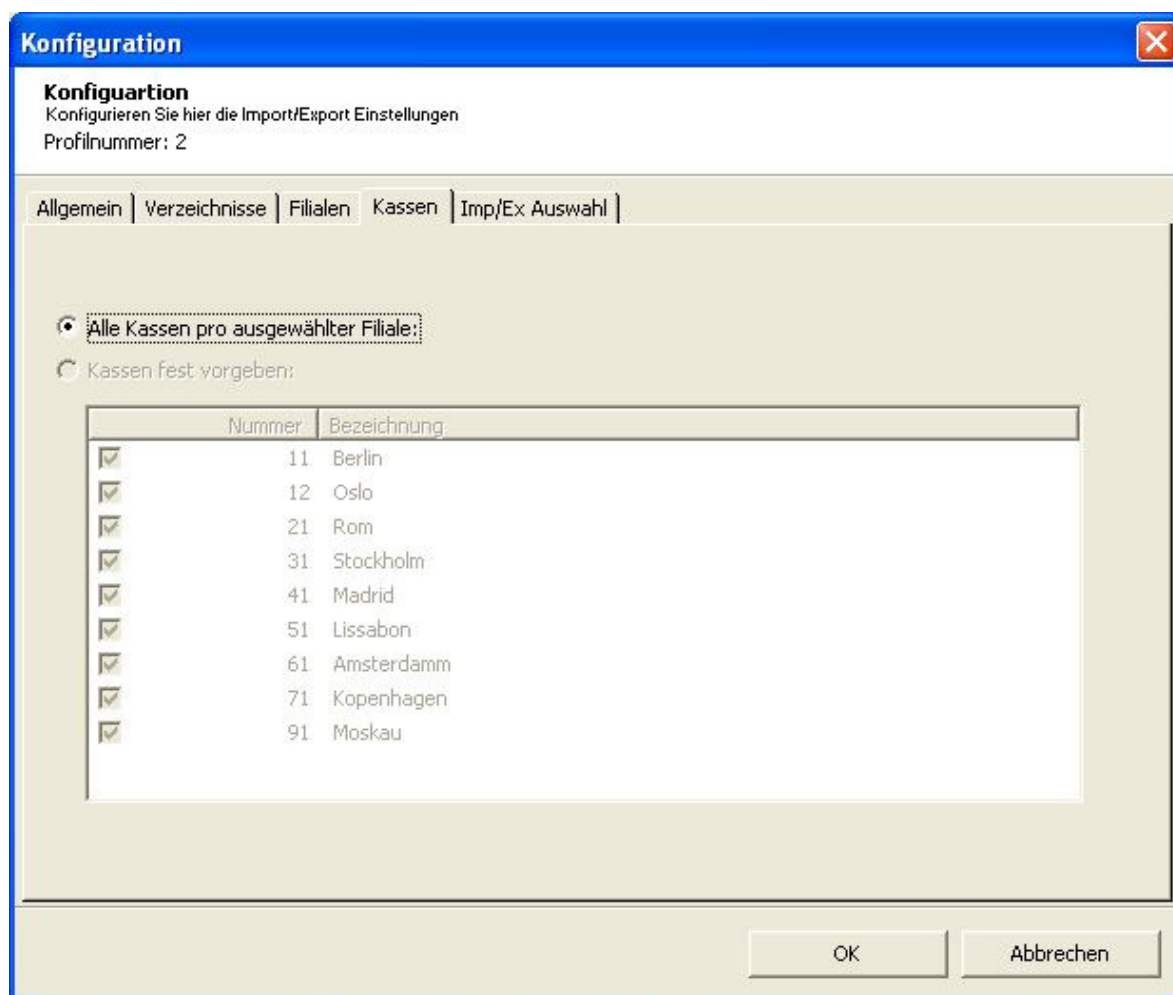 Konfiguration
Konfiguartion
Konfigurieren Sie hier die Import/Export Einstellungen
Profilnummer: 2
Allgemein Verzeichnisse Filialen Kassen Imp/Ex Auswahl
Alle Kassen pro ausgewählter Filiale:
Kassen fest vorgeben:
Nummer Bezeichnung
11 Berlin
12 Oslo
21 Rom
31 Stockholm
41 Madrid
51 Lissabon
61 Amsterdamm
71 Kopenhagen
91 Moskau
OK Abbrechen